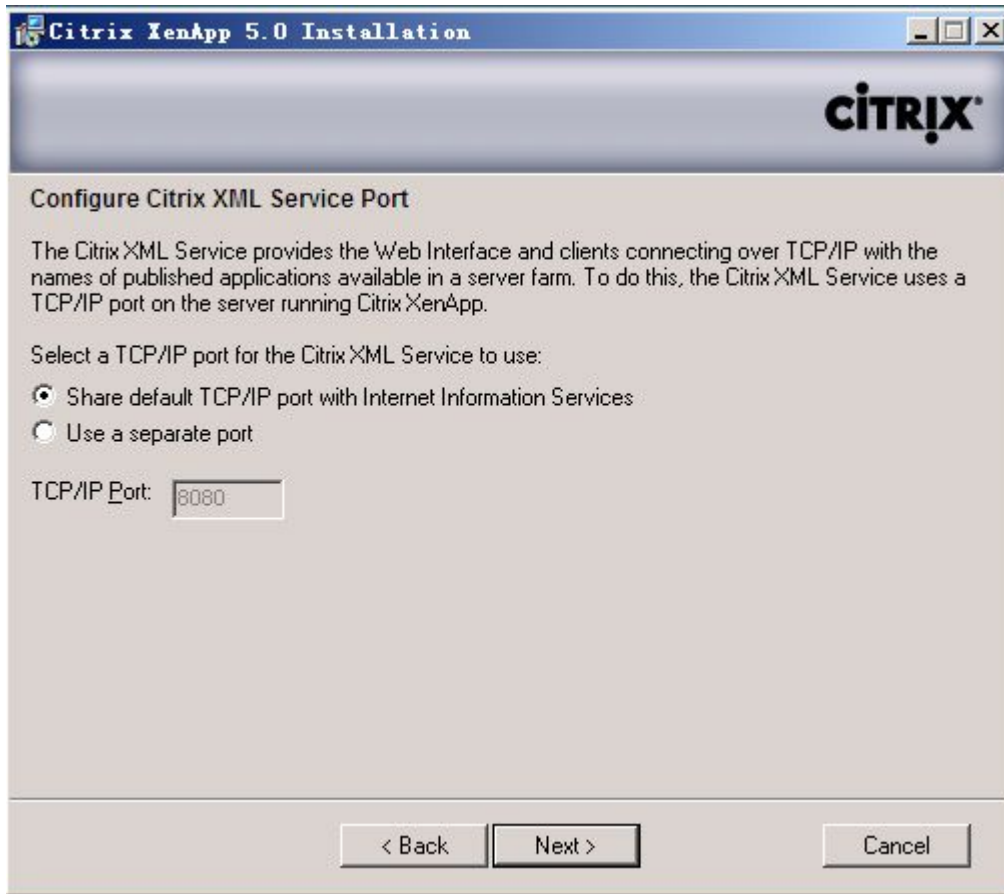 Citrix XenApp 5.0 Installation
CİTRIX
Configure Citrix XML Service Port
The Citrix XML Service provides the Web Interface and clients connecting over TCP/IP with the
names of published applications available in a server farm. To do this, the Citrix XML Service uses a
TCP/IP port on the server running Citrix XenApp.
Select a TCP/IP port for the Citrix XML Service to use:
Share default TCP/IP port with Internet Information Services
Use a separate port
TCP/IP Port: 8080
< Back Next > Cancel